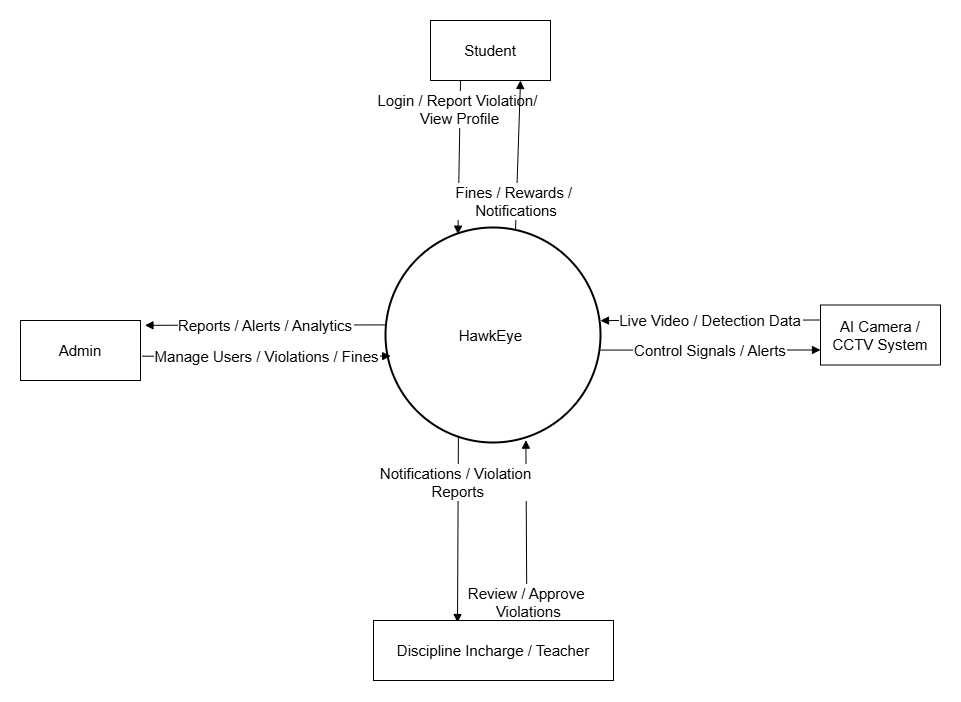 Student
Login / Report Violation/
View Profile
Fines / Rewards /
Notifications
HawkEye
Reports / Alerts / Analytics
Admin
Manage Users / Violations / Fines
Live Video / Detection Data
AI Camera /
CCTV System
Control Signals / Alerts
Notifications / Violation
Reports
Review / Approve
Violations
Discipline Incharge / Teacher